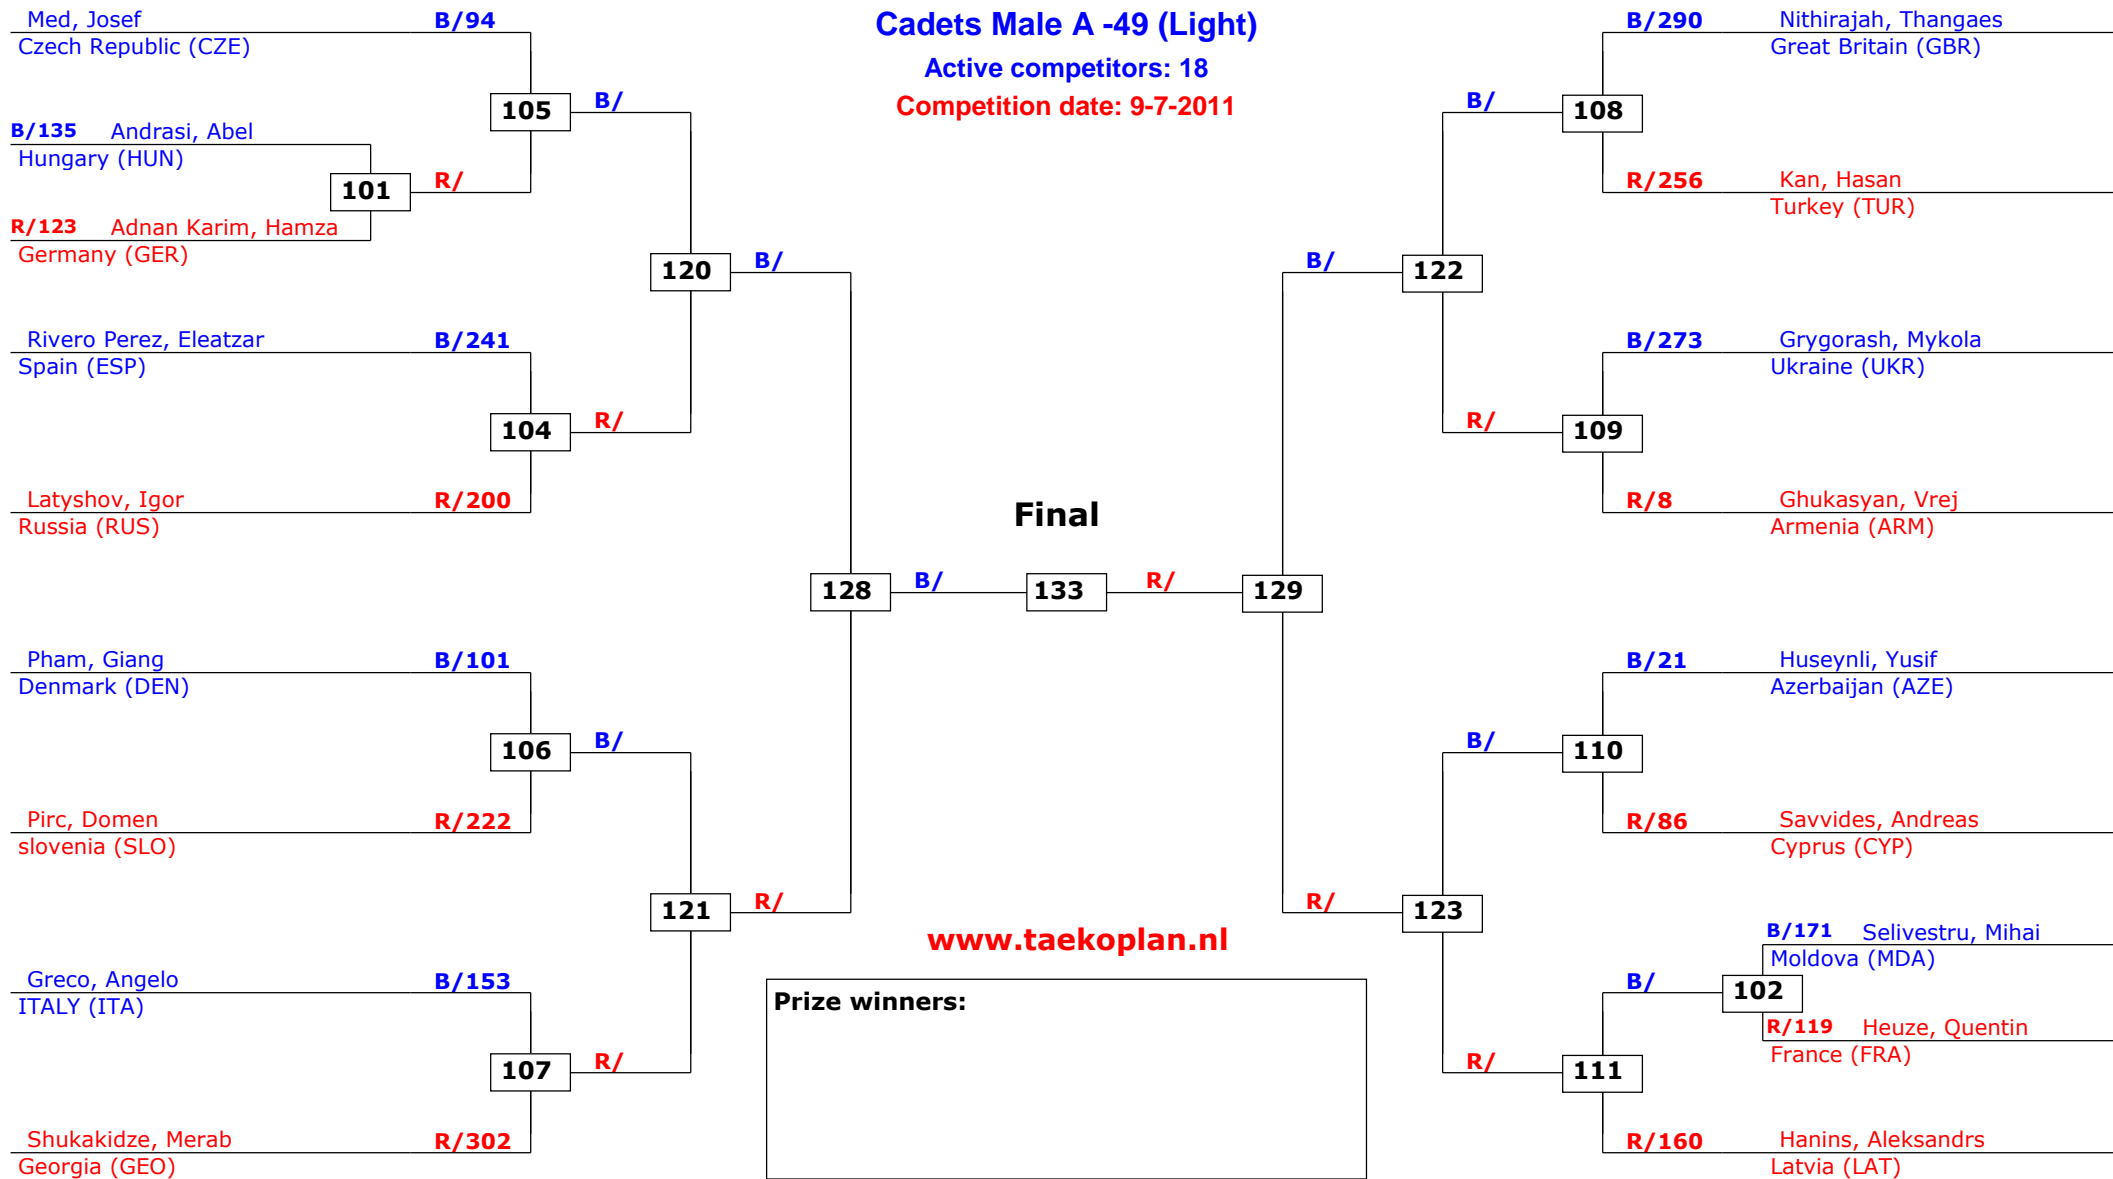 Cadets Male A -49 (Light)
Active competitors: 18
Competition date: 9-7-2011
Med, Josef B/94
Czech Republic (CZE)
105 B/
B/135 Andrasi, Abel
Hungary (HUN)
101 R/
R/123 Adnan Karim, Hamza
Germany (GER)
120 B/
Rivero Perez, Eleatzar B/241
Spain (ESP)
104 R/
Latyshov, Igor R/200
Russia (RUS)
128 B/
Pham, Giang B/101
Denmark (DEN)
106 B/
Pirc, Domen R/222
slovenia (SLO)
121 R/
Greco, Angelo B/153
ITALY (ITA)
107 R/
Shukakidze, Merab R/302
Georgia (GEO)
Final
133
B/290 Nithirajah, Thangaes
Great Britain (GBR)
B/ 108
R/256 Kan, Hasan
Turkey (TUR)
B/ 122
B/273 Grygorash, Mykola
Ukraine (UKR)
R/ 109
R/8 Ghukasyan, Vrej
Armenia (ARM)
R/ 129
B/21 Huseynli, Yusif
Azerbaijan (AZE)
B/ 110
R/86 Savvides, Andreas
Cyprus (CYP)
R/ 123
B/171 Selivestru, Mihai
Moldova (MDA)
B/ 102
R/119 Heuze, Quentin
France (FRA)
R/ 111
R/160 Hanins, Aleksandrs
Latvia (LAT)
www.taekoplan.nl
Prize winners: